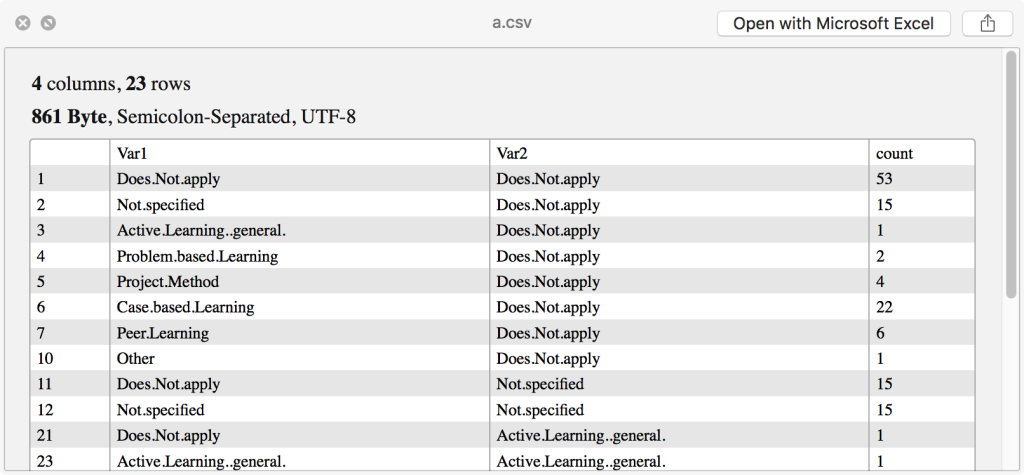 a.csv
Open with Microsoft Excel
4 columns, 23 rows
861 Byte, Semicolon-Separated, UTF-8
Var1 Var2 count
1 Does.Not.apply Does.Not.apply 53
2 Not.specified Does.Not.apply 15
3 Active.Learning..general. Does.Not.apply 1
4 Problem.based.Learning Does.Not.apply 2
5 Project.Method Does.Not.apply 4
6 Case.based.Learning Does.Not.apply 22
7 Peer.Learning Does.Not.apply 6
10 Other Does.Not.apply 1
11 Does.Not.apply Not.specified 15
12 Not.specified Not.specified 15
21 Does.Not.apply Active.Learning..general. 1
23 Active.Learning..general. Active.Learning..general. 1